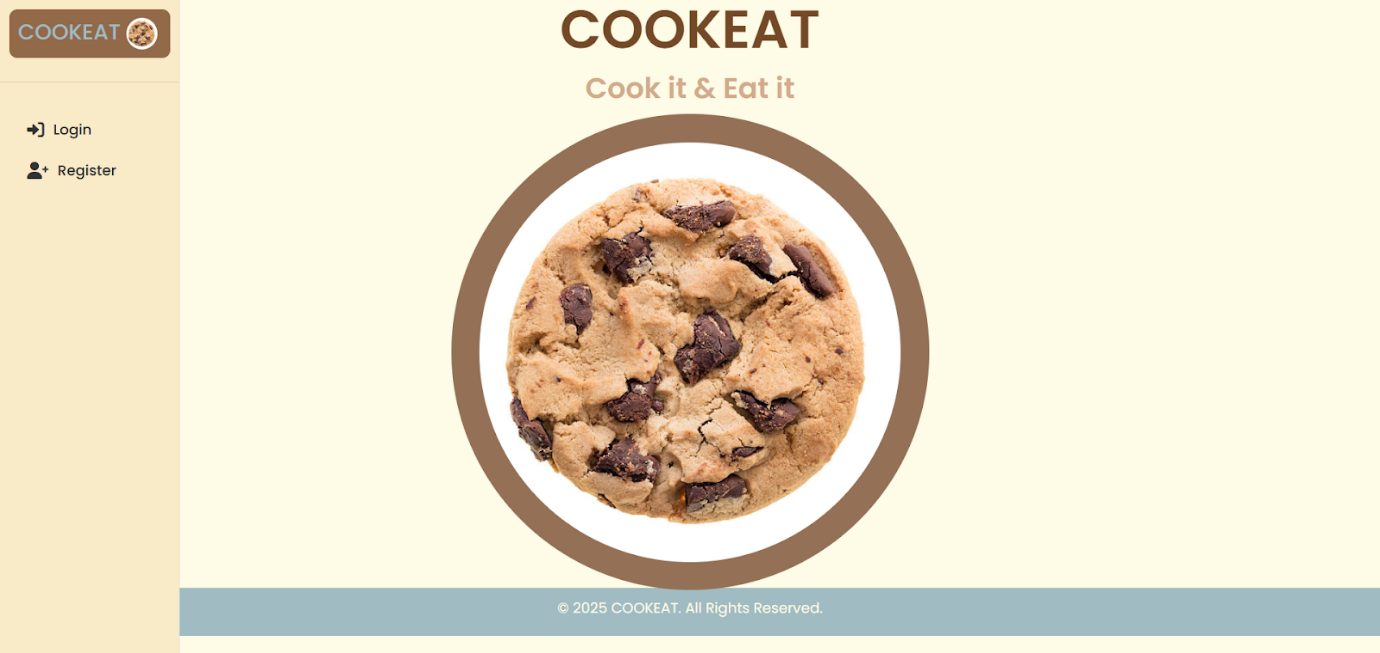 COOKEAT
Login
Register
COOKEAT
Cook it & Eat it
© 2025 COOKEAT. All Rights Reserved.